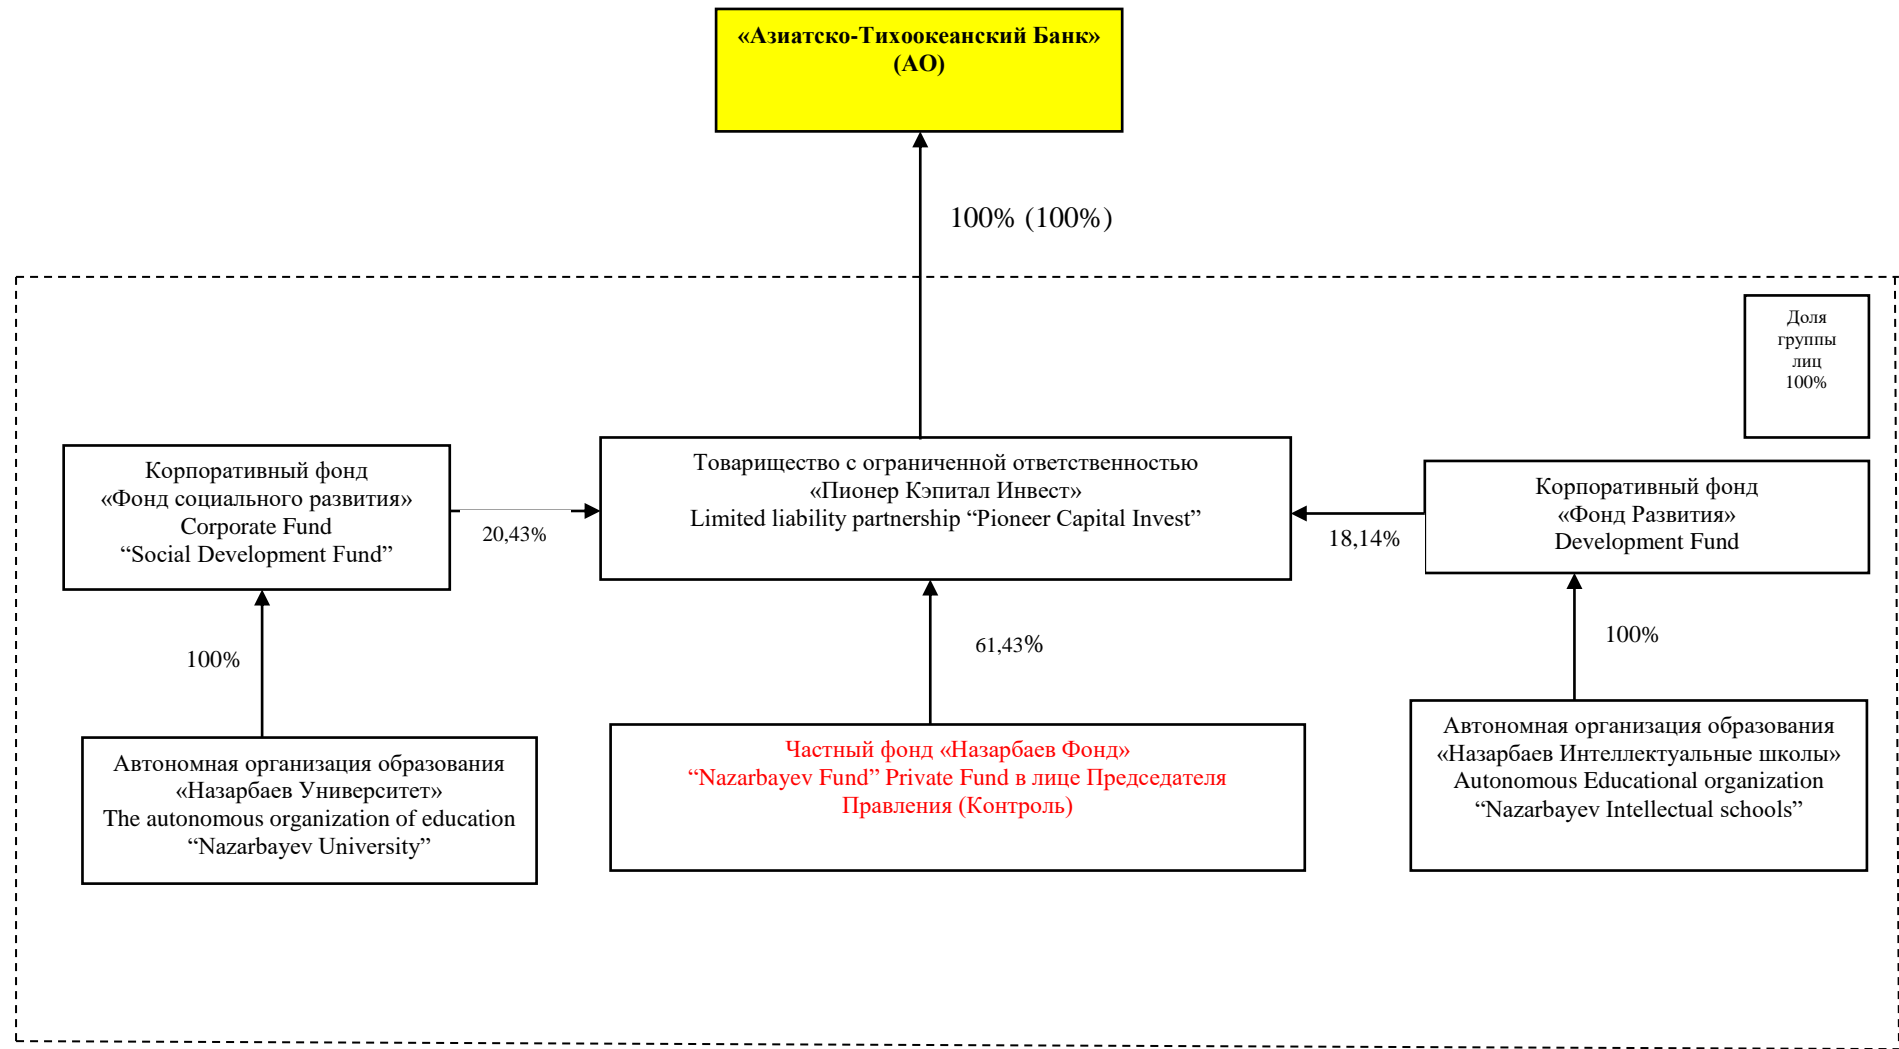 «Азиатско-Тихоокеанский Банк»
(АО)
100% (100%)
Доля
группы
лиц
100%
Корпоративный фонд
«Фонд социального развития»
Corporate Fund
“Social Development Fund”
20,43%
Товарищество с ограниченной ответственностью
«Пионер Кэпитал Инвест»
Limited liability partnership “Pioneer Capital Invest”
18,14%
Корпоративный фонд
«Фонд Развития»
Development Fund
100%
61,43%
100%
Автономная организация образования
«Назарбаев Университет»
The autonomous organization of education
“Nazarbayev University”
Частный фонд «Назарбаев Фонд»
“Nazarbayev Fund” Private Fund в лице Председателя
Правления (Контроль)
Автономная организация образования
«Назарбаев Интеллектуальные школы»
Autonomous Educational organization
“Nazarbayev Intellectual schools”